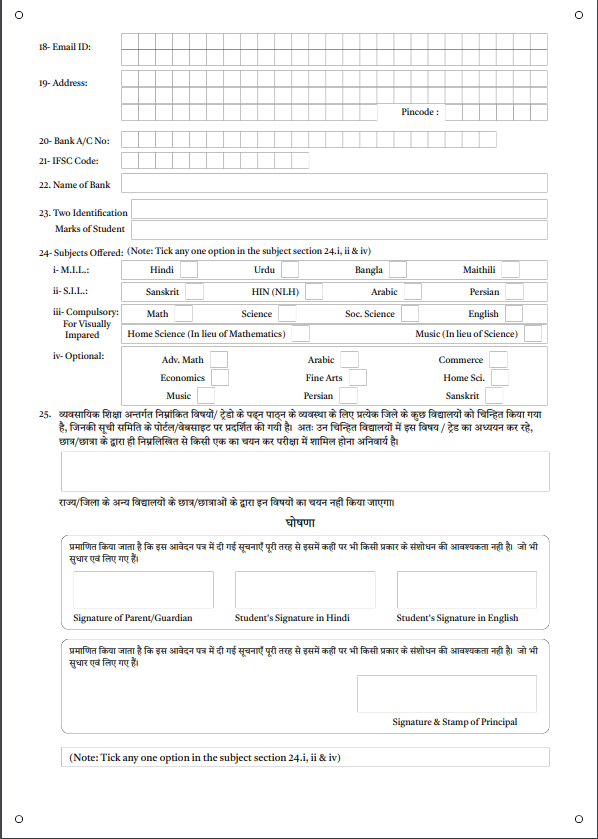 18- Email ID:
19- Address:
Pincode :
20- Bank A/C No:
21- IFSC Code:
22. Name of Bank
23. Two Identification
Marks of Student
24- Subjects Offered: (Note: Tick any one option in the subject section 24.i, ii & iv)
i- M.I.L.: Hindi Urdu Bangla Maithili
ii- S.I.L.: Sanskrit HIN (NLH) Arabic Persian
iii- Compulsory: Math Science Soc. Science English
For Visually
Impared Home Science (In lieu of Mathematics) Music (In lieu of Science)
iv- Optional: Adv. Math Arabic Commerce
Economics Fine Arts Home Sci.
Music Persian Sanskrit
25. व्यवसायिक शिक्षा अन्तर्गत निम्नांकित विषयों/ ट्रेडो के पढ़न पाठ्न के व्यवस्था के लिए प्रत्येक जिले के कुछ विद्यालयों को चिन्हित किया गया
है, जिनकी सूची समिति के पोर्टल/वेबसाइट पर प्रदर्शित की गयी है। अतः उन चिन्हित विद्यालयों में इस विषय / ट्रेड का अध्ययन कर रहे,
छात्र/छात्रा के द्वारा ही निम्नलिखित से किसी एक का चयन कर परीक्षा में शामिल होना अनिवार्य है।
राज्य/जिला के अन्य विद्यालयों के छात्र/छात्राओं के द्वारा इन विषयों का चयन नहीं किया जाएगा।
घोषणा
प्रमाणित किया जाता है कि इस आवेदन पत्र में दी गई सूचनाएँ पूरी तरह से इसमें कहीं पर भी किसी प्रकार के संशोधन की आवश्यकता नही है। जो भी
सुधार एवं लिए गए हैं।
Signature of Parent/Guardian Student's Signature in Hindi Student's Signature in English
प्रमाणित किया जाता है कि इस आवेदन पत्र में दी गई सूचनाएँ पूरी तरह से इसमें कहीं पर भी किसी प्रकार के संशोधन की आवश्यकता नही है। जो भी
सुधार एवं लिए गए हैं।
Signature & Stamp of Principal
(Note: Tick any one option in the subject section 24.i, ii & iv)